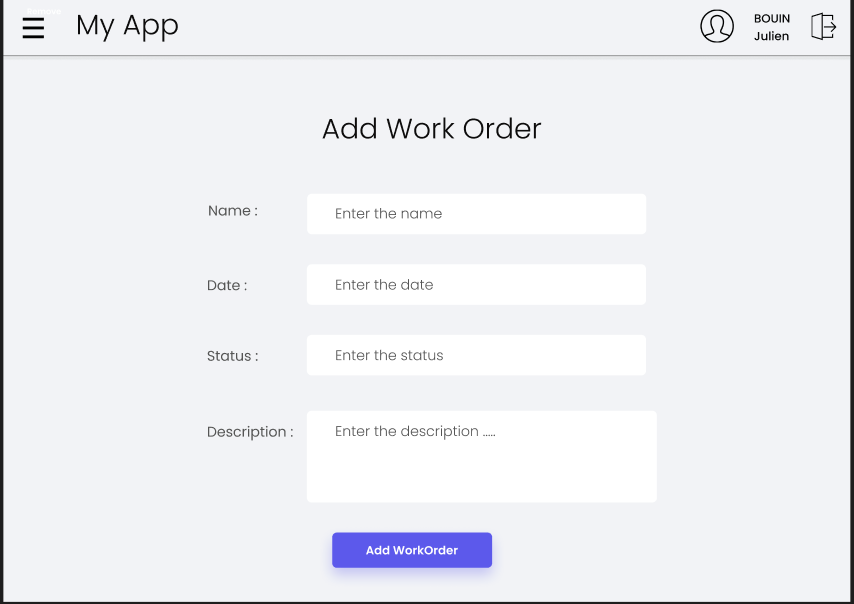 Remove
My App
BOUIN
Julien
Add Work Order
Name :
Enter the name
Date :
Enter the date
Status :
Enter the status
Description :
Enter the description .....
Add WorkOrder